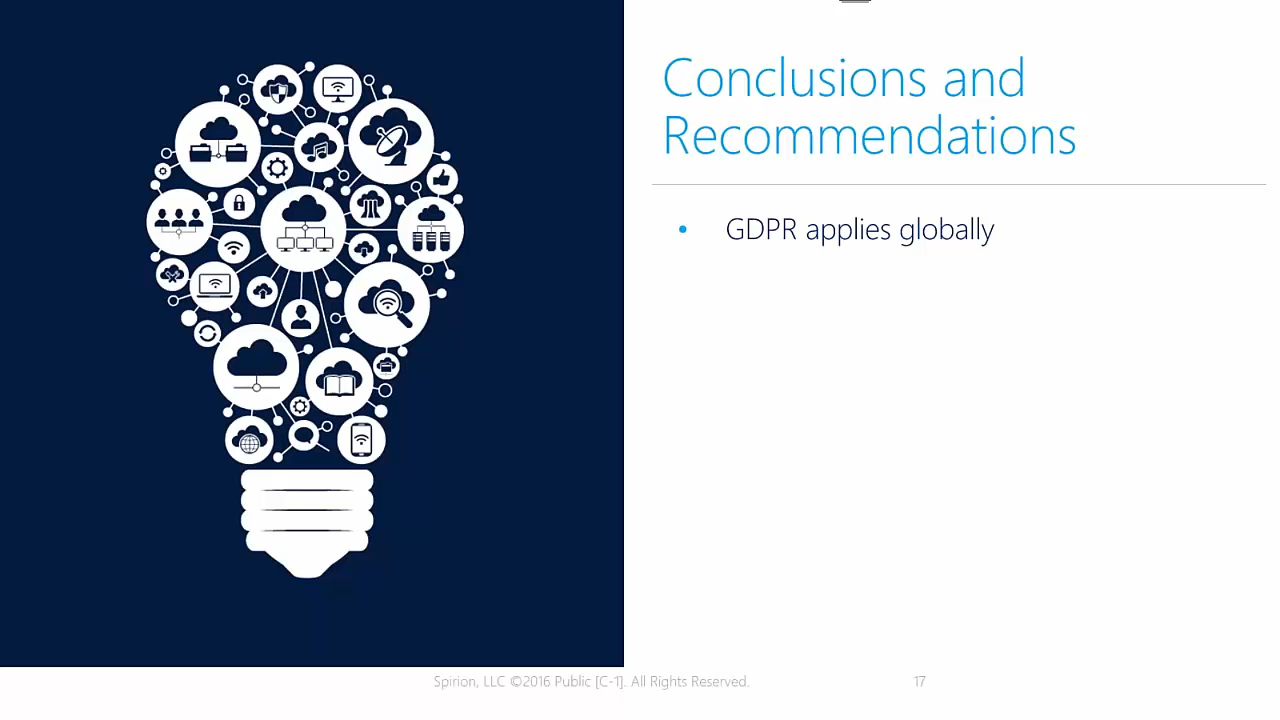 Conclusions and
Recommendations
• GDPR applies globally
Spirion, LLC ©2016 Public [C-1]. All Rights Reserved.
17